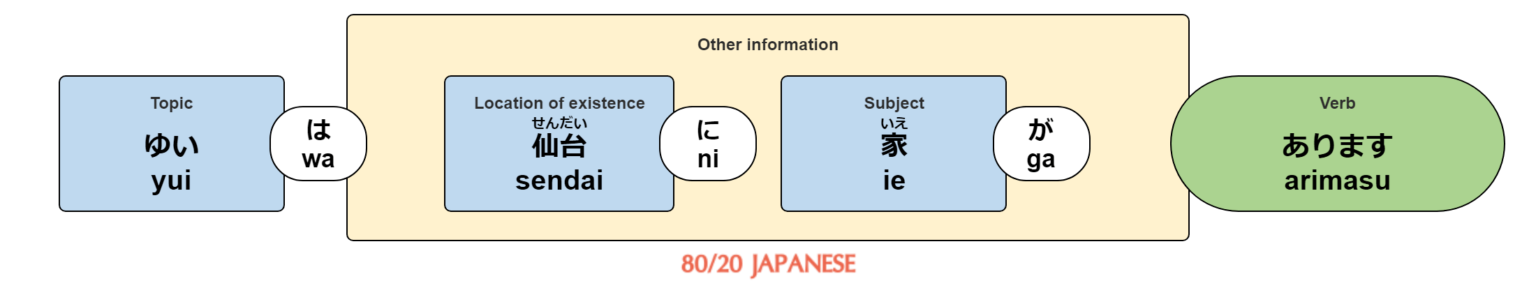 Other information
Topic
ゆい
yui
は
wa
Location of existence
せんだい
仙台
sendai
に
ni
Subject
いえ
家
ie
が
ga
Verb
あります
arimasu
80/20 JAPANESE